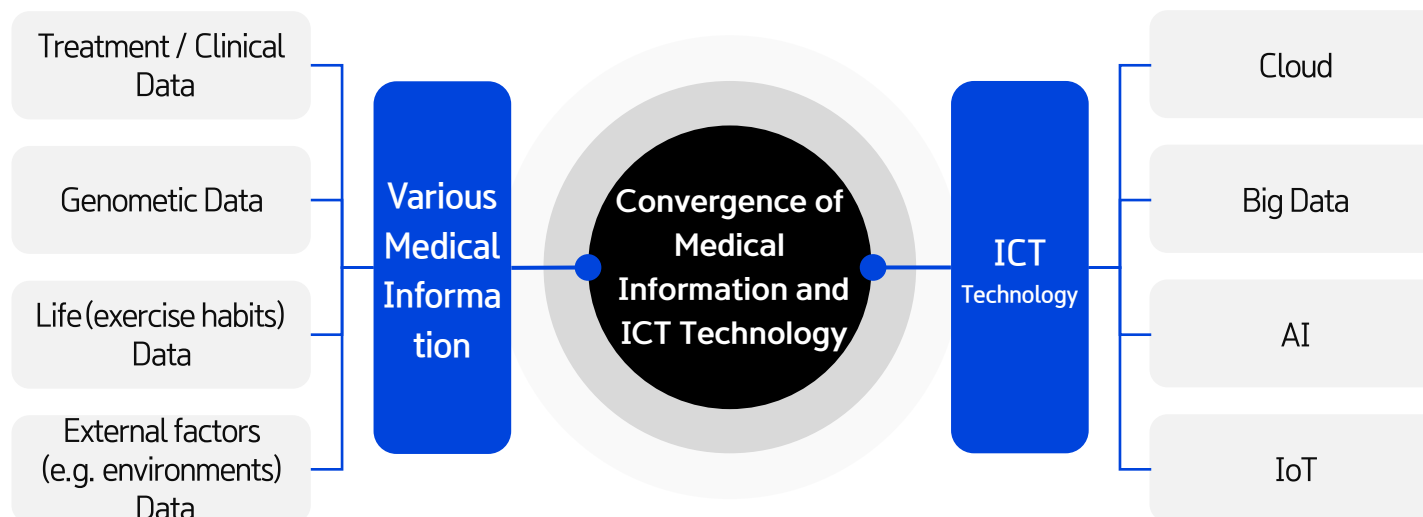 Treatment / Clinical
Data
Genometic Data
Life(exercise habits)
Data
External factors
(e.g. environments)
Data
Various
Medical
Informa
tion
Convergence of
Medical
Information and
ICT Technology
ICT
Technology
Cloud
Big Data
AI
IoT